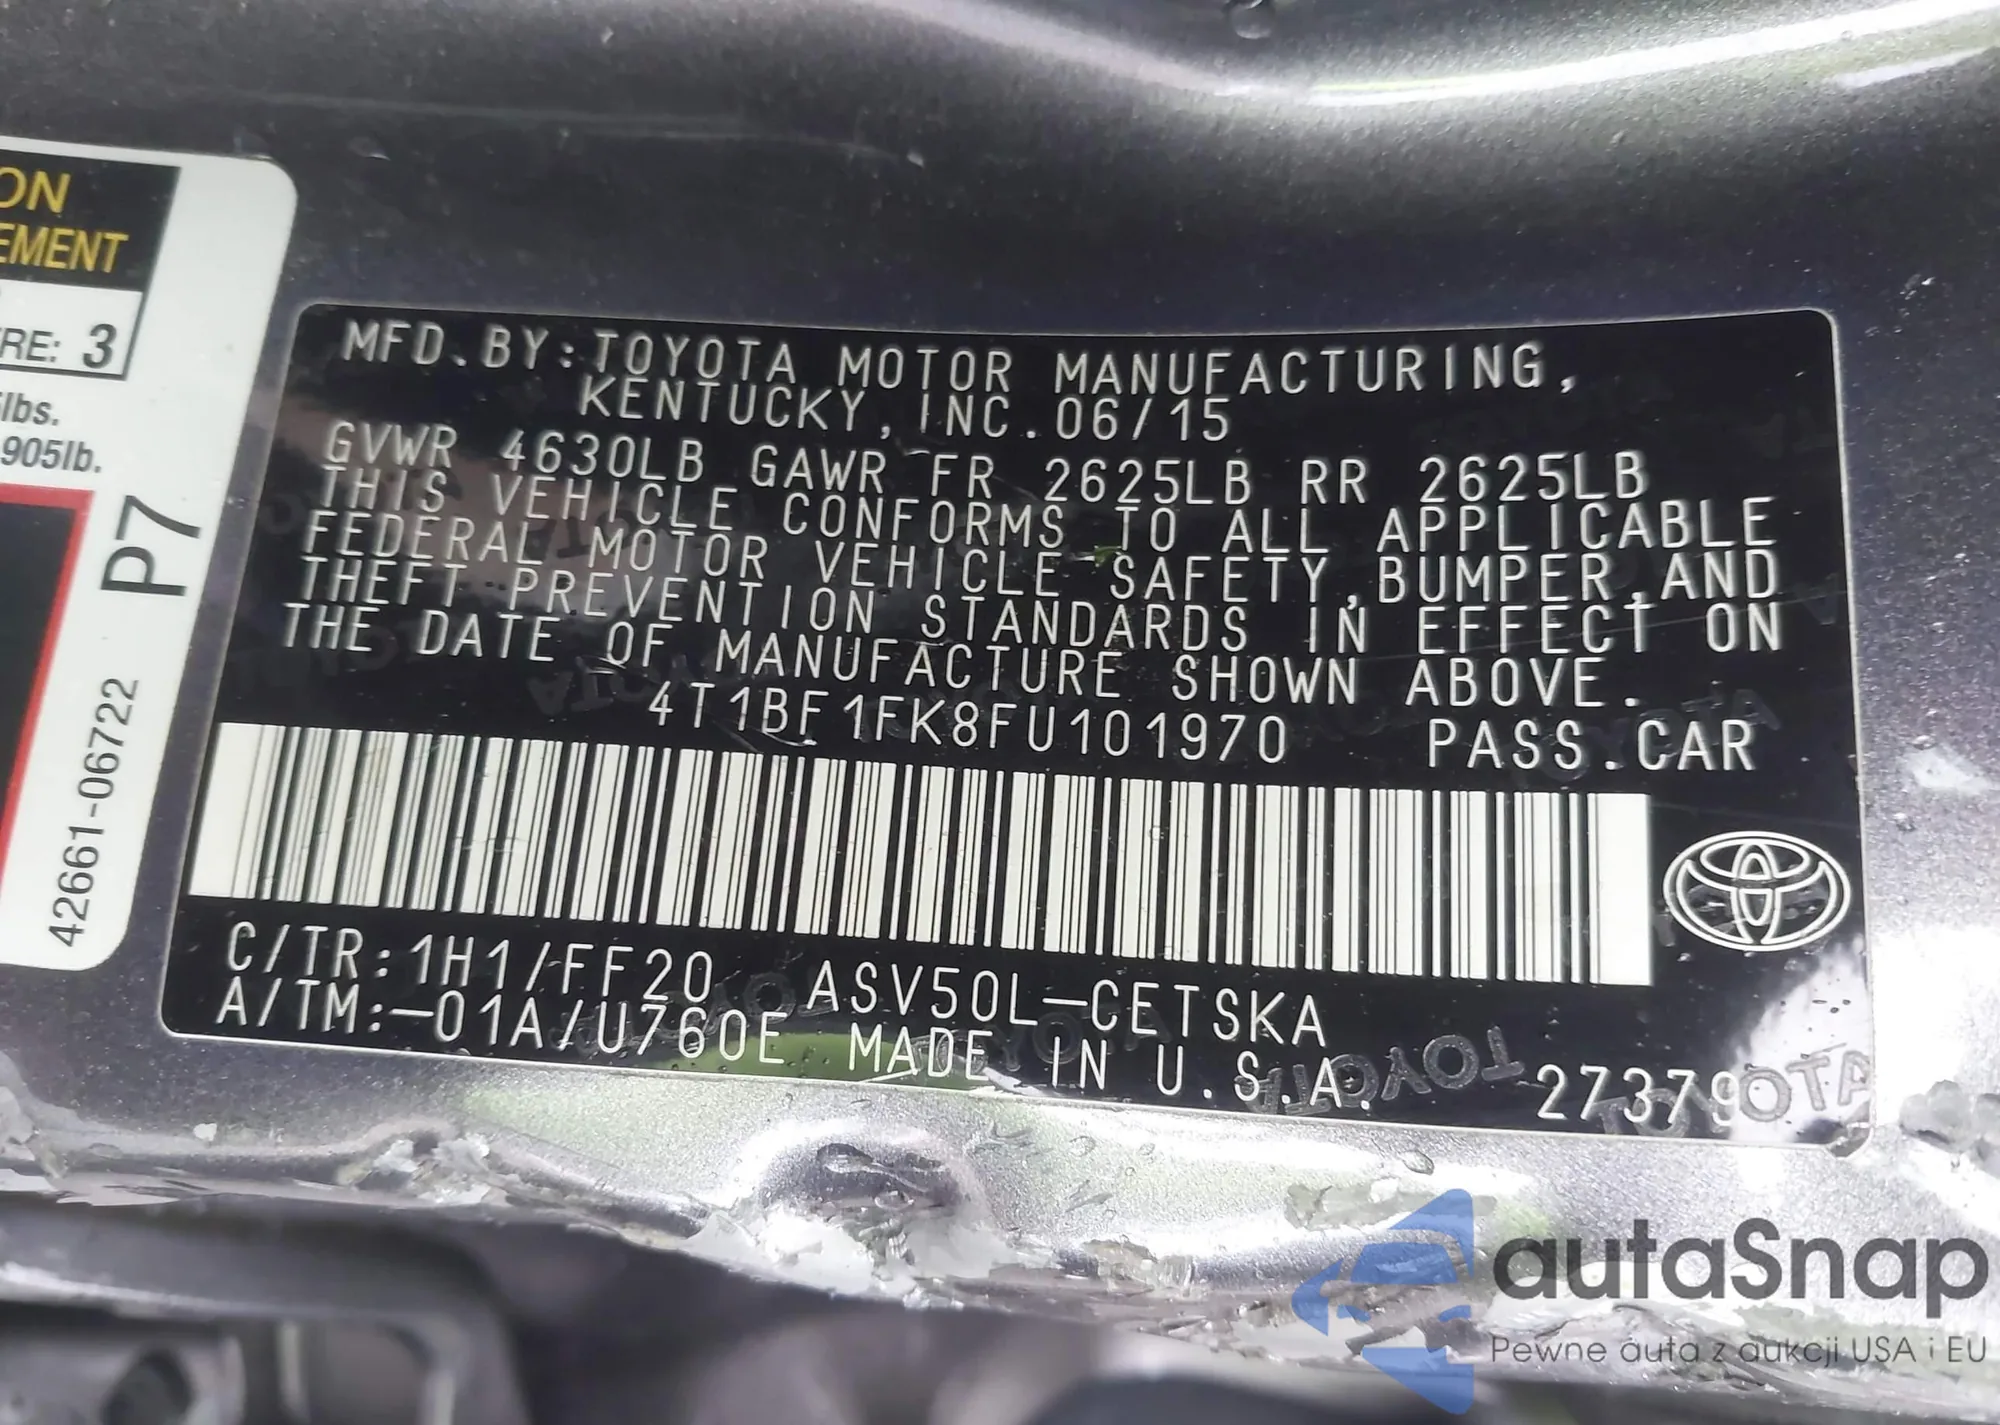 ON
EMENT
RE: 3
lbs.
905lb.
P7
42661-06722
MFD.BY:TOYOTA MOTOR MANUFACTURING,
KENTUCKY, INC. 06/15
GVWR 4630LB GAWR FR 2625LB RR 2625LB
THIS VEHICLE CONFORMS TO ALL APPLICABLE
FEDERAL MOTOR VEHICLE SAFETY, BUMPER, AND
THEFT PREVENTION STANDARDS IN EFFECT ON
THE DATE OF MANUFACTURE SHOWN ABOVE.
4T1BF1FK8FU101970 PASS.CAR
C/TR:1H1/FF20 ASV50L-CETSKA
A/TM:-01A/U760E MADE IN U.S.A.
27379
TOYOTA
autaSnap
Pewne auta z aukcji USA i EU